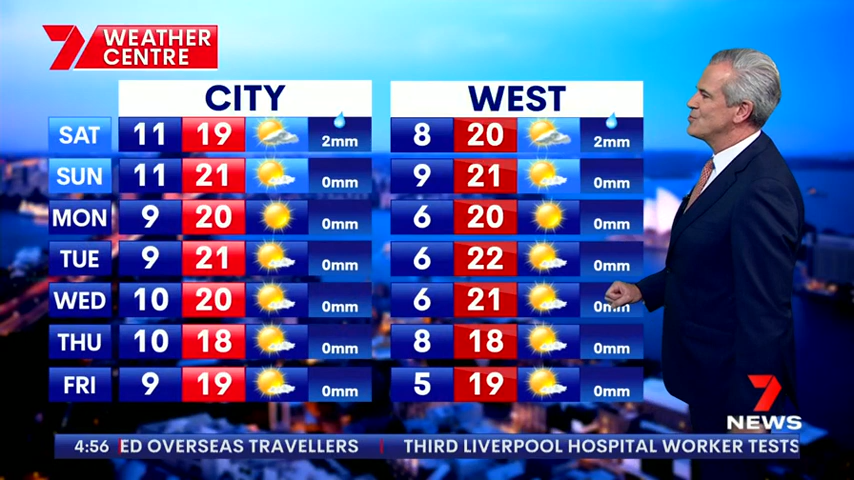 7 WEATHER
CENTRE
CITY WEST
SAT 11 19 2mm 8 20 2mm
SUN 11 21 0mm 9 21 0mm
MON 9 20 0mm 6 20 0mm
TUE 9 21 0mm 6 22 0mm
WED 10 20 0mm 6 21 0mm
THU 10 18 0mm 8 18 0mm
FRI 9 19 0mm 5 19 0mm
7
NEWS
4:56 ED OVERSEAS TRAVELLERS | THIRD LIVERPOOL HOSPITAL WORKER TESTS